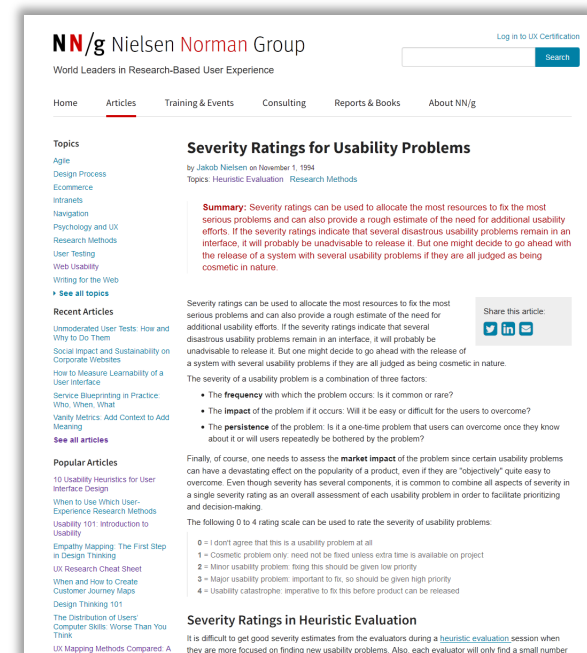 NN/g Nielsen Norman Group
World Leaders in Research-Based User Experience
Log in to UX Certification
Search
Home Articles Training & Events Consulting Reports & Books About NN/g
Topics
Agile
Design Process
Ecommerce
Intranets
Navigation
Psychology and UX
Research Methods
User Testing
Web Usability
Writing for the Web
See all topics
Recent Articles
Unmoderated User Tests: How and
Why to Do Them
Social Impact and Sustainability on
Corporate Websites
How to Measure Learnability of a
User Interface
Service Blueprinting in Practice:
Who, When, What
Vanity Metrics: Add Context to Add
Meaning
See all articles
Popular Articles
10 Usability Heuristics for User
Interface Design
When to Use Which User-
Experience Research Methods
Usability 101: Introduction to
Usability
Empathy Mapping: The First Step
in Design Thinking
UX Research Cheat Sheet
When and How to Create
Customer Journey Maps
Design Thinking 101
The Distribution of Users'
Computer Skills: Worse Than You
Think
UX Mapping Methods Compared: A
Severity Ratings for Usability Problems
by Jakob Nielsen on November 1, 1994
Topics: Heuristic Evaluation Research Methods
Summary: Severity ratings can be used to allocate the most resources to fix the most
serious problems and can also provide a rough estimate of the need for additional usability
efforts. If the severity ratings indicate that several disastrous usability problems remain in an
interface, it will probably be unadvisable to release it. But one might decide to go ahead with
the release of a system with several usability problems if they are all judged as being
cosmetic in nature.
Severity ratings can be used to allocate the most resources to fix the most
serious problems and can also provide a rough estimate of the need for
additional usability efforts. If the severity ratings indicate that several
disastrous usability problems remain in an interface, it will probably be
unadvisable to release it. But one might decide to go ahead with the release of
a system with several usability problems if they are all judged as being cosmetic in nature.
Share this article:
The severity of a usability problem is a combination of three factors:
• The frequency with which the problem occurs: Is it common or rare?
• The impact of the problem if it occurs: Will it be easy or difficult for the users to overcome?
• The persistence of the problem: Is it a one-time problem that users can overcome once they know
about it or will users repeatedly be bothered by the problem?
Finally, of course, one needs to assess the market impact of the problem since certain usability problems
can have a devastating effect on the popularity of a product, even if they are "objectively" quite easy to
overcome. Even though severity has several components, it is common to combine all aspects of severity in
a single severity rating as an overall assessment of each usability problem in order to facilitate prioritizing
and decision-making.
The following 0 to 4 rating scale can be used to rate the severity of usability problems:
0 = I don't agree that this is a usability problem at all
1 = Cosmetic problem only: need not be fixed unless extra time is available on project
2 = Minor usability problem: fixing this should be given low priority
3 = Major usability problem: important to fix, so should be given high priority
4 = Usability catastrophe: imperative to fix this before product can be released
Severity Ratings in Heuristic Evaluation
It is difficult to get good severity estimates from the evaluators during a heuristic evaluation session when
they are more focused on finding new usability problems. Also, each evaluator will only find a small number